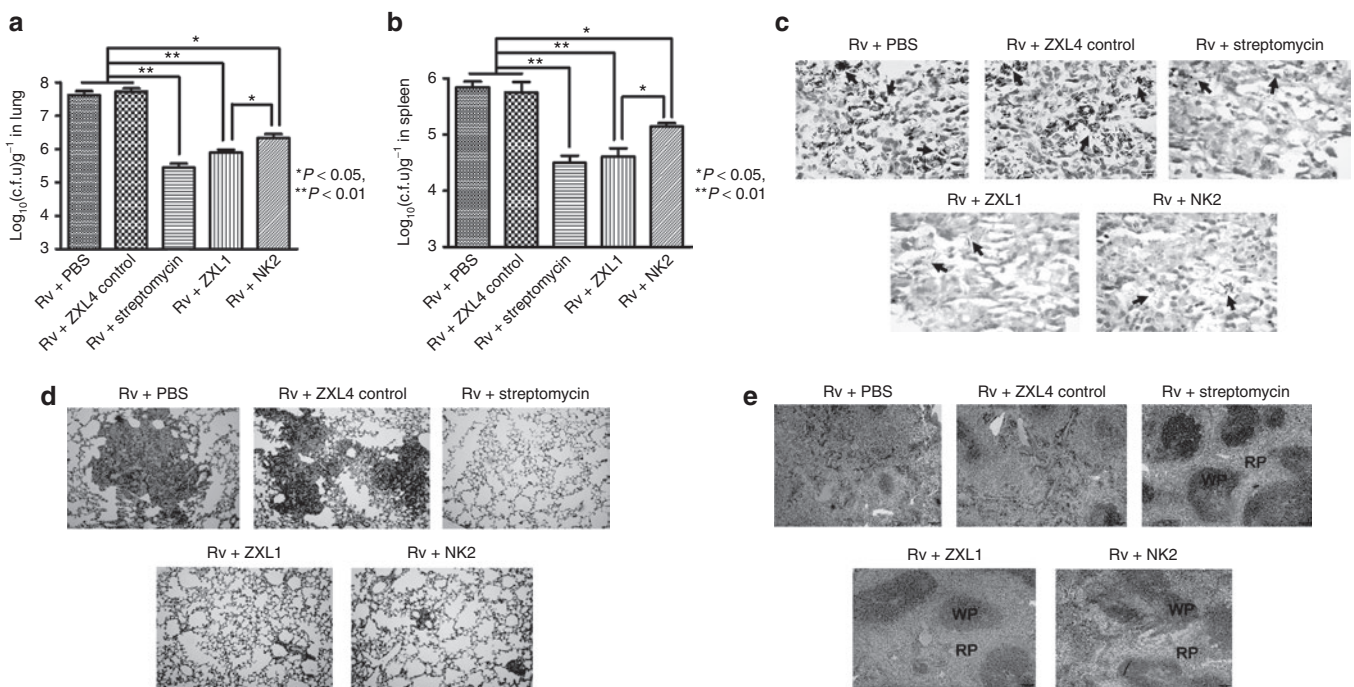 a
Log10(c.f.u)g−1 in lung
8
7
6
5
4
3
*
**
**
*
*P < 0.05,
**P < 0.01
Rv + PBS
Rv + ZXL4 control
Rv + streptomycin
Rv + ZXL1
Rv + NK2
b
Log10(c.f.u)g−1 in spleen
6
5
4
3
*
**
**
*
*P < 0.05,
**P < 0.01
Rv + PBS
Rv + ZXL4 control
Rv + streptomycin
Rv + ZXL1
Rv + NK2
c
Rv + PBS
Rv + ZXL4 control
Rv + streptomycin
Rv + ZXL1
Rv + NK2
d
Rv + PBS
Rv + ZXL4 control
Rv + streptomycin
Rv + ZXL1
Rv + NK2
e
Rv + PBS
Rv + ZXL4 control
Rv + streptomycin
RP
WP
Rv + ZXL1
Rv + NK2
WP
RP
WP
RP